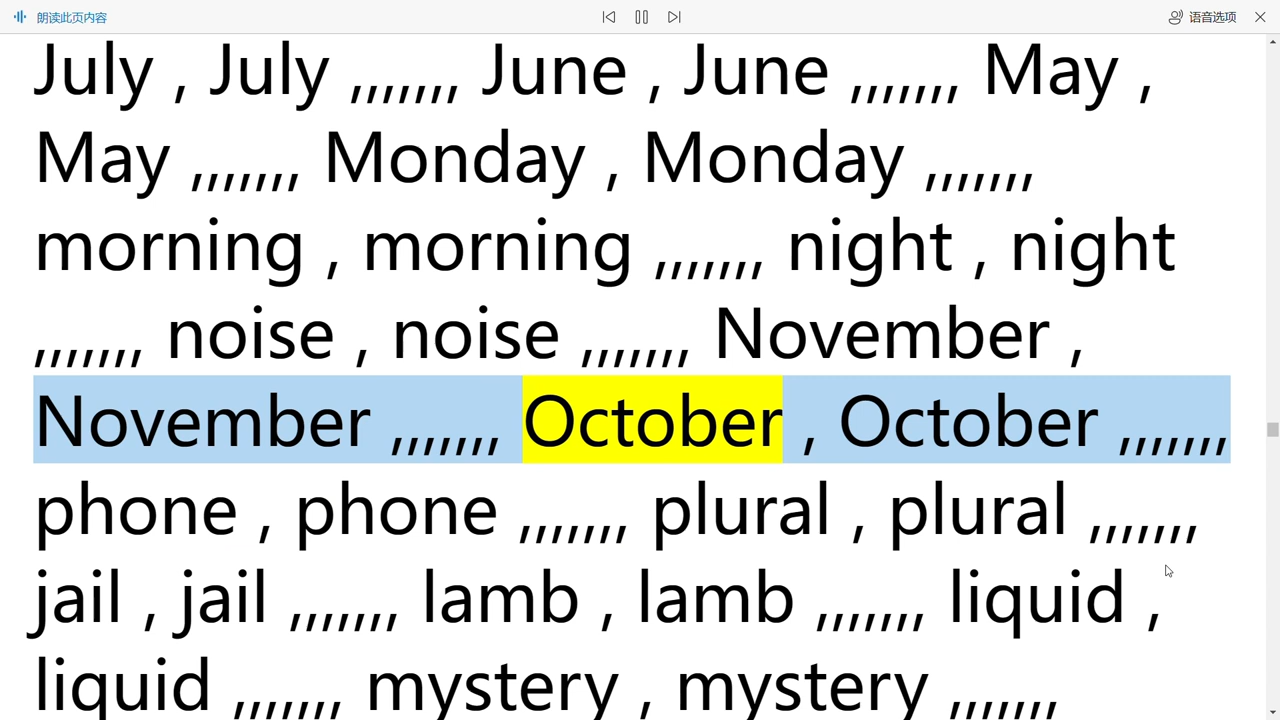 朗读此页内容 语音选项
July , July ,,,,,,, June , June ,,,,,,, May ,
May ,,,,,,, Monday , Monday ,,,,,,,
morning , morning ,,,,,,, night , night
,,,,,,, noise , noise ,,,,,,, November ,
November ,,,,,,, October , October ,,,,,,,
phone , phone ,,,,,,, plural , plural ,,,,,,,
jail , jail ,,,,,,, lamb , lamb ,,,,,,, liquid ,
liquid ,,,,,,, mystery , mystery ,,,,,,,